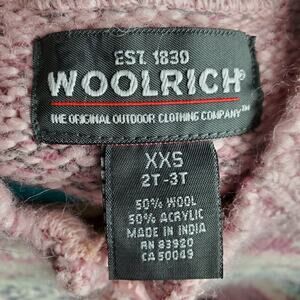 EST. 1830
WOOLRICH®
THE ORIGINAL OUTDOOR CLOTHING COMPANY™
XXS
2T-3T
50% WOOL
50% ACRYLIC
MADE IN INDIA
RN 83920
CA 50049